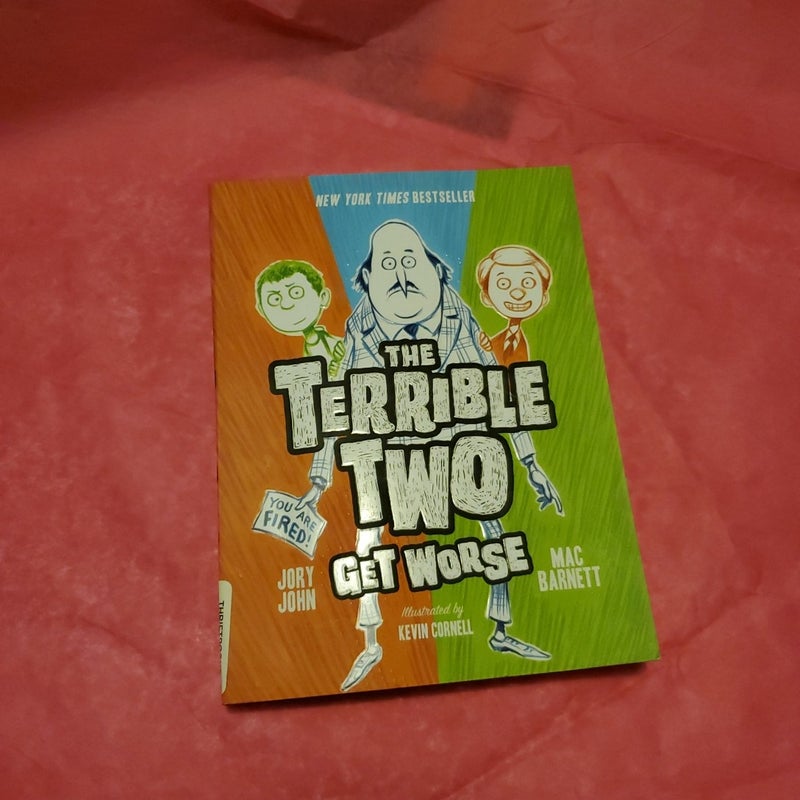 NEW YORK TIMES BESTSELLER
THE
TERRIBLE
TWO
GET WORSE
YOU ARE
FIRED!
JORY
JOHN
MAC
BARNETT
Illustrated by
KEVIN CORNELL